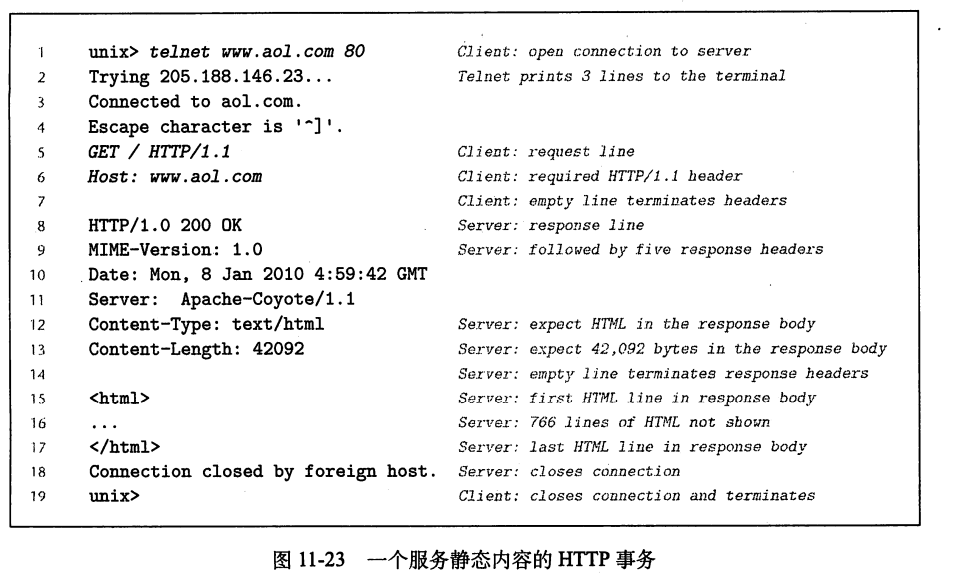 1 unix> telnet www.aol.com 80 Client: open connection to server
2 Trying 205.188.146.23... Telnet prints 3 lines to the terminal
3 Connected to aol.com.
4 Escape character is '^]'.
5 GET / HTTP/1.1 Client: request line
6 Host: www.aol.com Client: required HTTP/1.1 header
7 Client: empty line terminates headers
8 HTTP/1.0 200 OK Server: response line
9 MIME-Version: 1.0 Server: followed by five response headers
10 Date: Mon, 8 Jan 2010 4:59:42 GMT
11 Server: Apache-Coyote/1.1
12 Content-Type: text/html Server: expect HTML in the response body
13 Content-Length: 42092 Server: expect 42,092 bytes in the response body
14 Server: empty line terminates response headers
15 <html> Server: first HTML line in response body
16 ... Server: 766 lines of HTML not shown
17 </html> Server: last HTML line in response body
18 Connection closed by foreign host. Server: closes connection
19 unix> Client: closes connection and terminates
图 11-23 一个服务静态内容的 HTTP 事务